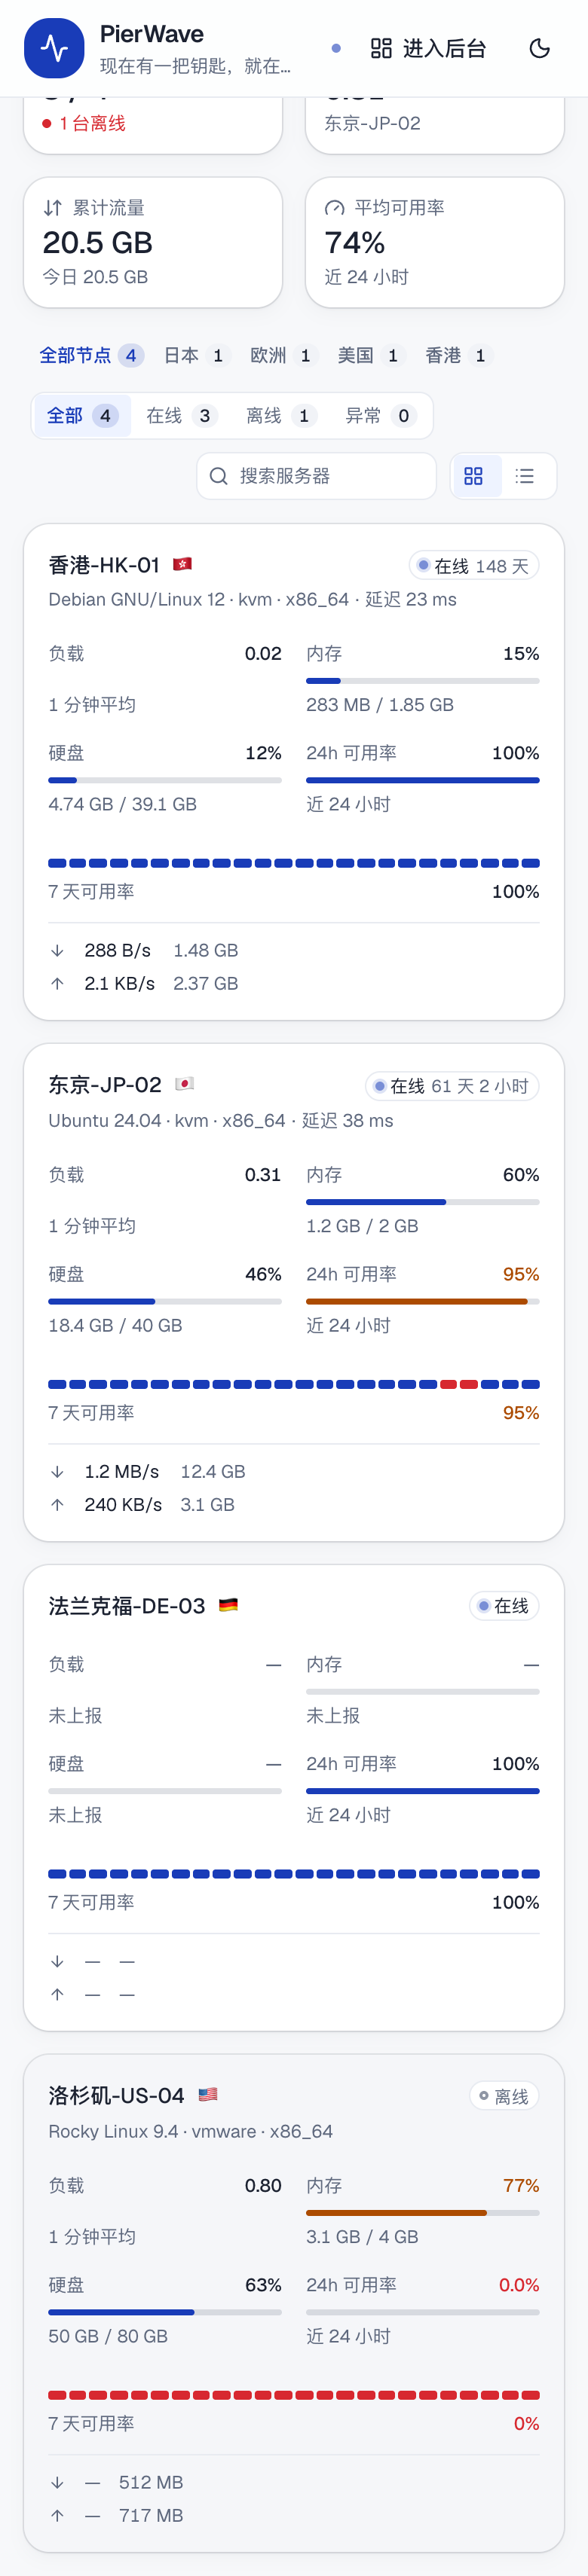 PierWave
现在有一把钥匙，就在...
进入后台
1 台离线
东京-JP-02
累计流量
20.5 GB
今日 20.5 GB
平均可用率
74%
近 24 小时
全部节点 4 日本 1 欧洲 1 美国 1 香港 1
全部 4 在线 3 离线 1 异常 0
搜索服务器
香港-HK-01
在线 148 天
Debian GNU/Linux 12 · kvm · x86_64 · 延迟 23 ms
负载 0.02
1 分钟平均
内存 15%
283 MB / 1.85 GB
硬盘 12%
4.74 GB / 39.1 GB
24h 可用率 100%
近 24 小时
7 天可用率 100%
↓ 288 B/s 1.48 GB
↑ 2.1 KB/s 2.37 GB
东京-JP-02
在线 61 天 2 小时
Ubuntu 24.04 · kvm · x86_64 · 延迟 38 ms
负载 0.31
1 分钟平均
内存 60%
1.2 GB / 2 GB
硬盘 46%
18.4 GB / 40 GB
24h 可用率 95%
近 24 小时
7 天可用率 95%
↓ 1.2 MB/s 12.4 GB
↑ 240 KB/s 3.1 GB
法兰克福-DE-03
在线
负载 —
未上报
内存 —
未上报
硬盘 —
未上报
24h 可用率 100%
近 24 小时
7 天可用率 100%
↓ — —
↑ — —
洛杉矶-US-04
离线
Rocky Linux 9.4 · vmware · x86_64
负载 0.80
1 分钟平均
内存 77%
3.1 GB / 4 GB
硬盘 63%
50 GB / 80 GB
24h 可用率 0.0%
近 24 小时
7 天可用率 0%
↓ — 512 MB
↑ — 717 MB